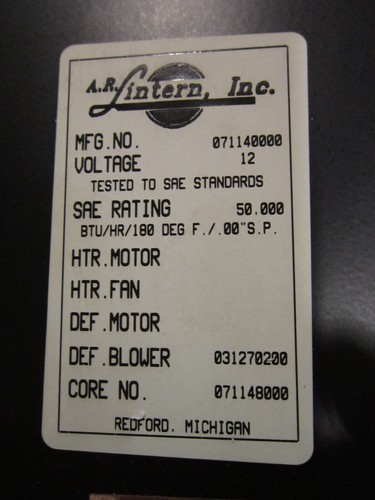 A.R. Lintern, Inc.
MFG.NO. 071140000
VOLTAGE 12
TESTED TO SAE STANDARDS
SAE RATING 50.000
BTU/HR/180 DEG F./.00"S.P.
HTR.MOTOR
HTR.FAN
DEF.MOTOR
DEF.BLOWER 031270200
CORE NO. 071148000
REDFORD. MICHIGAN